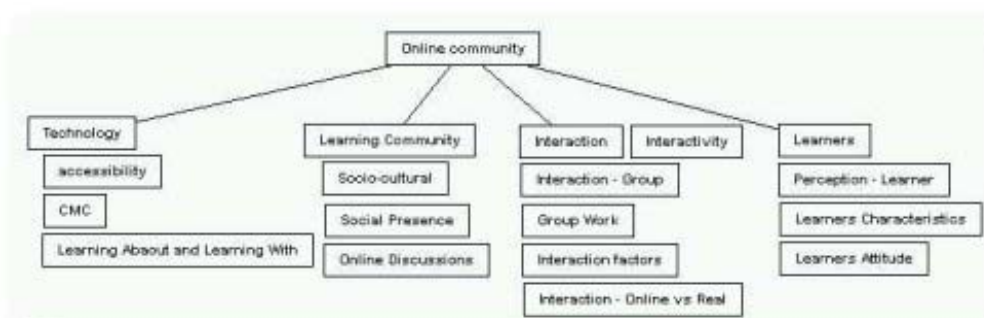 Online community
Technology
accessibility
CMC
Learning Abaout and Learning With
Learning Community
Socio-cultural
Social Presence
Online Discussions
Interaction
Interactivity
Interaction - Group
Group Work
Interaction factors
Interaction - Online vs Real
Learners
Perception - Learner
Learners Characteristics
Learners Attitude